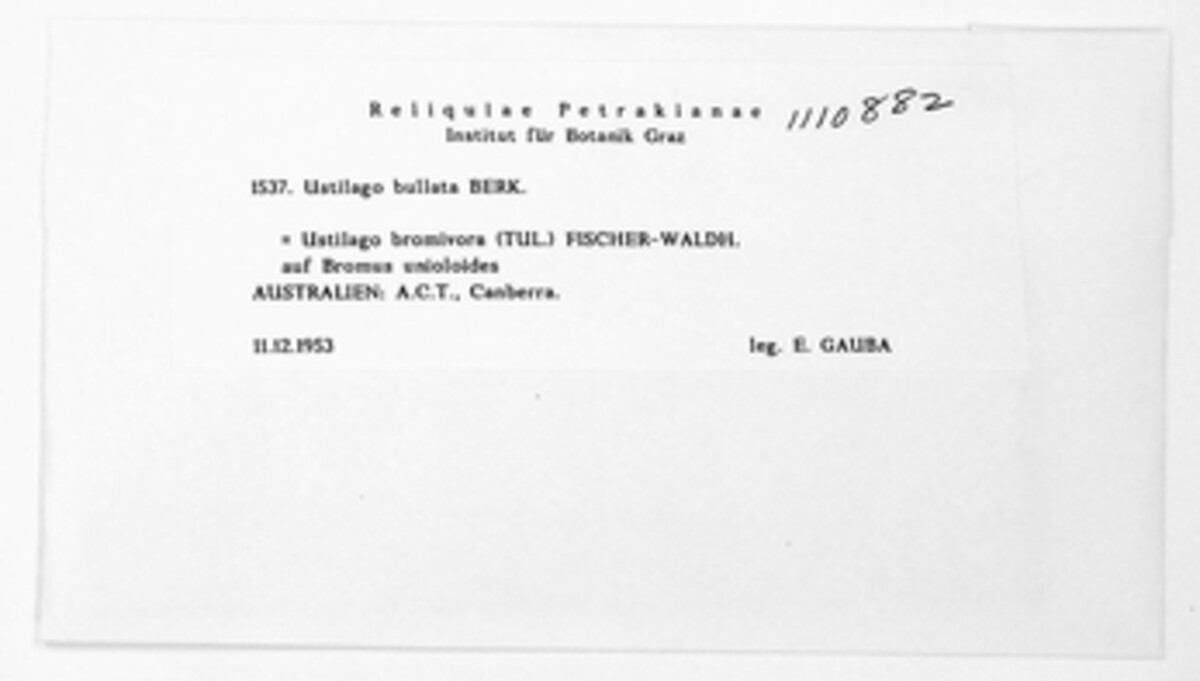 Reliquiae Petrakianae 1110882
Institut für Botanik Graz
1537. Ustilago bullata BERK.
= Ustilago bromivora (TUL.) FISCHER-WALDH.
auf Bromus unioloides
AUSTRALIEN: A.C.T., Canberra.
11.12.1953 leg. E. GAUBA